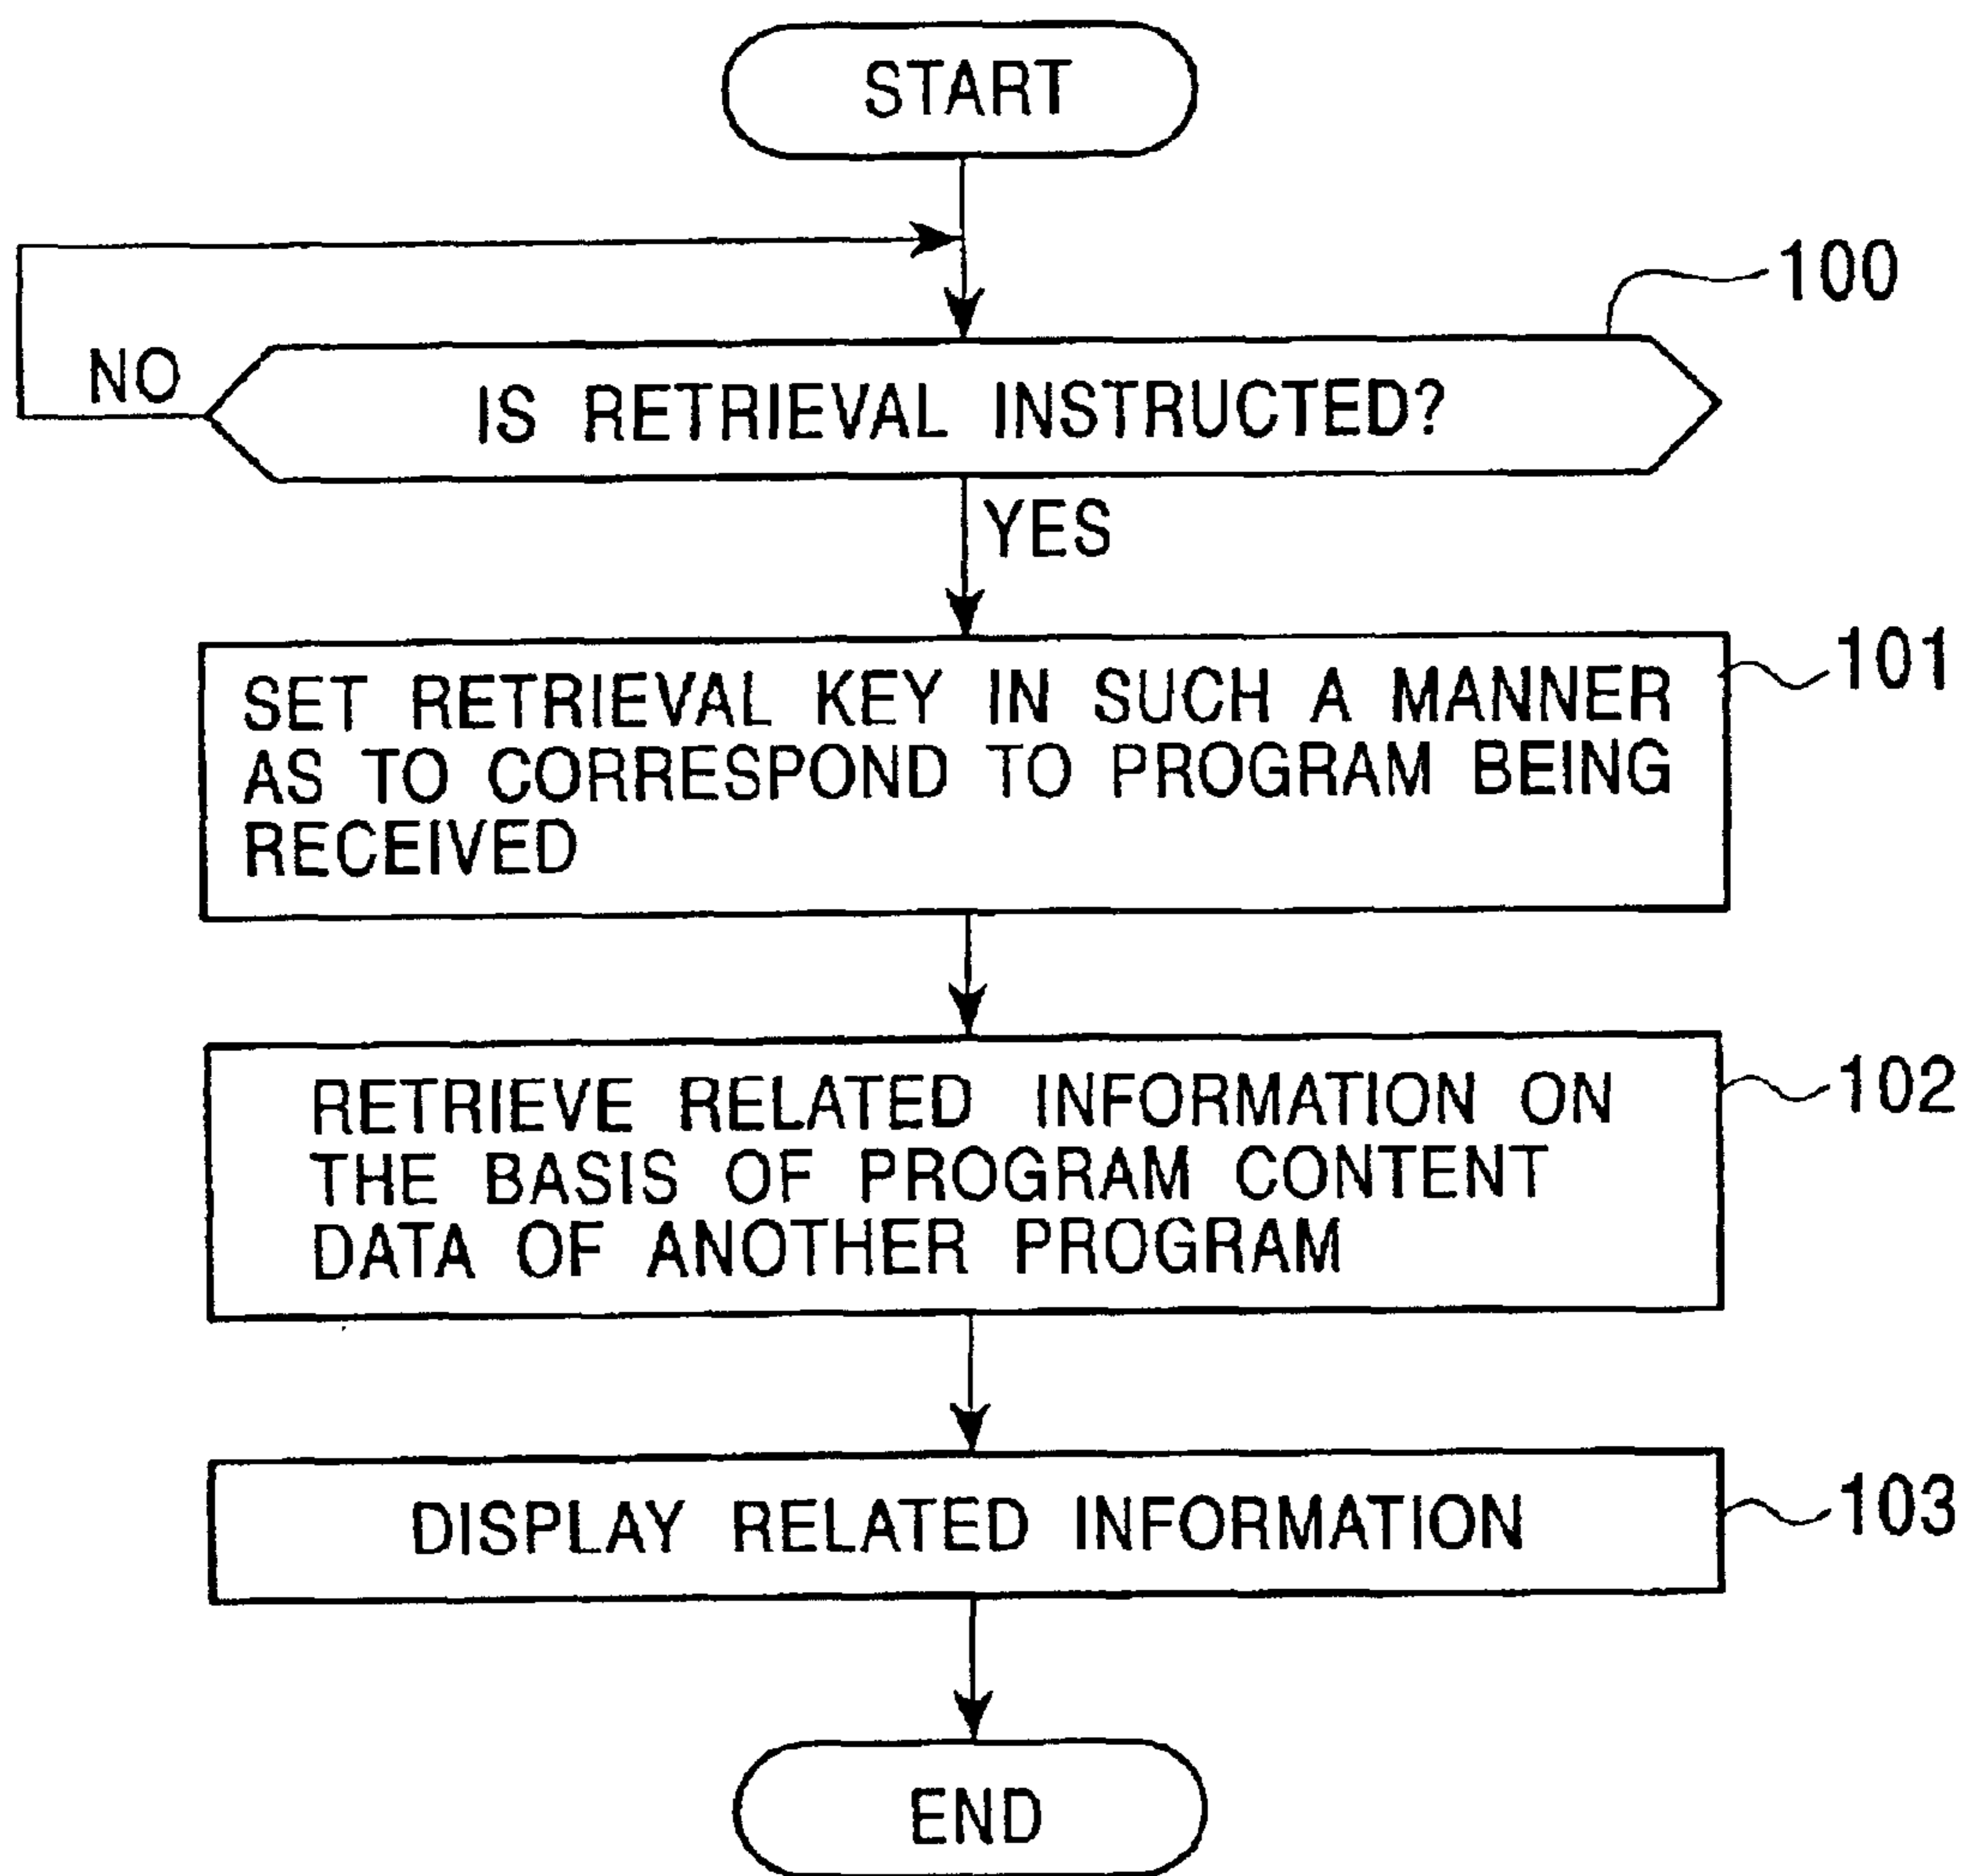 START
100
NO
IS RETRIEVAL INSTRUCTED?
YES
101
SET RETRIEVAL KEY IN SUCH A MANNER
AS TO CORRESPOND TO PROGRAM BEING
RECEIVED
102
RETRIEVE RELATED INFORMATION ON
THE BASIS OF PROGRAM CONTENT
DATA OF ANOTHER PROGRAM
103
DISPLAY RELATED INFORMATION
END